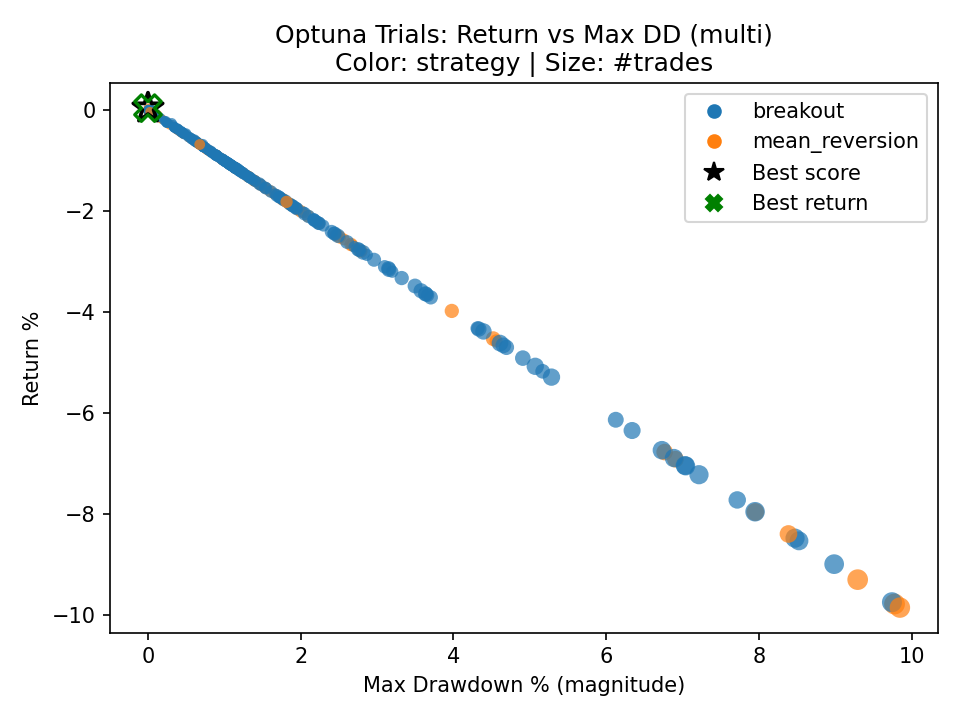 Optuna Trials: Return vs Max DD (multi)
Color: strategy | Size: #trades
breakout
mean_reversion
Best score
Best return
Return %
0
−2
−4
−6
−8
−10
0 2 4 6 8 10
Max Drawdown % (magnitude)